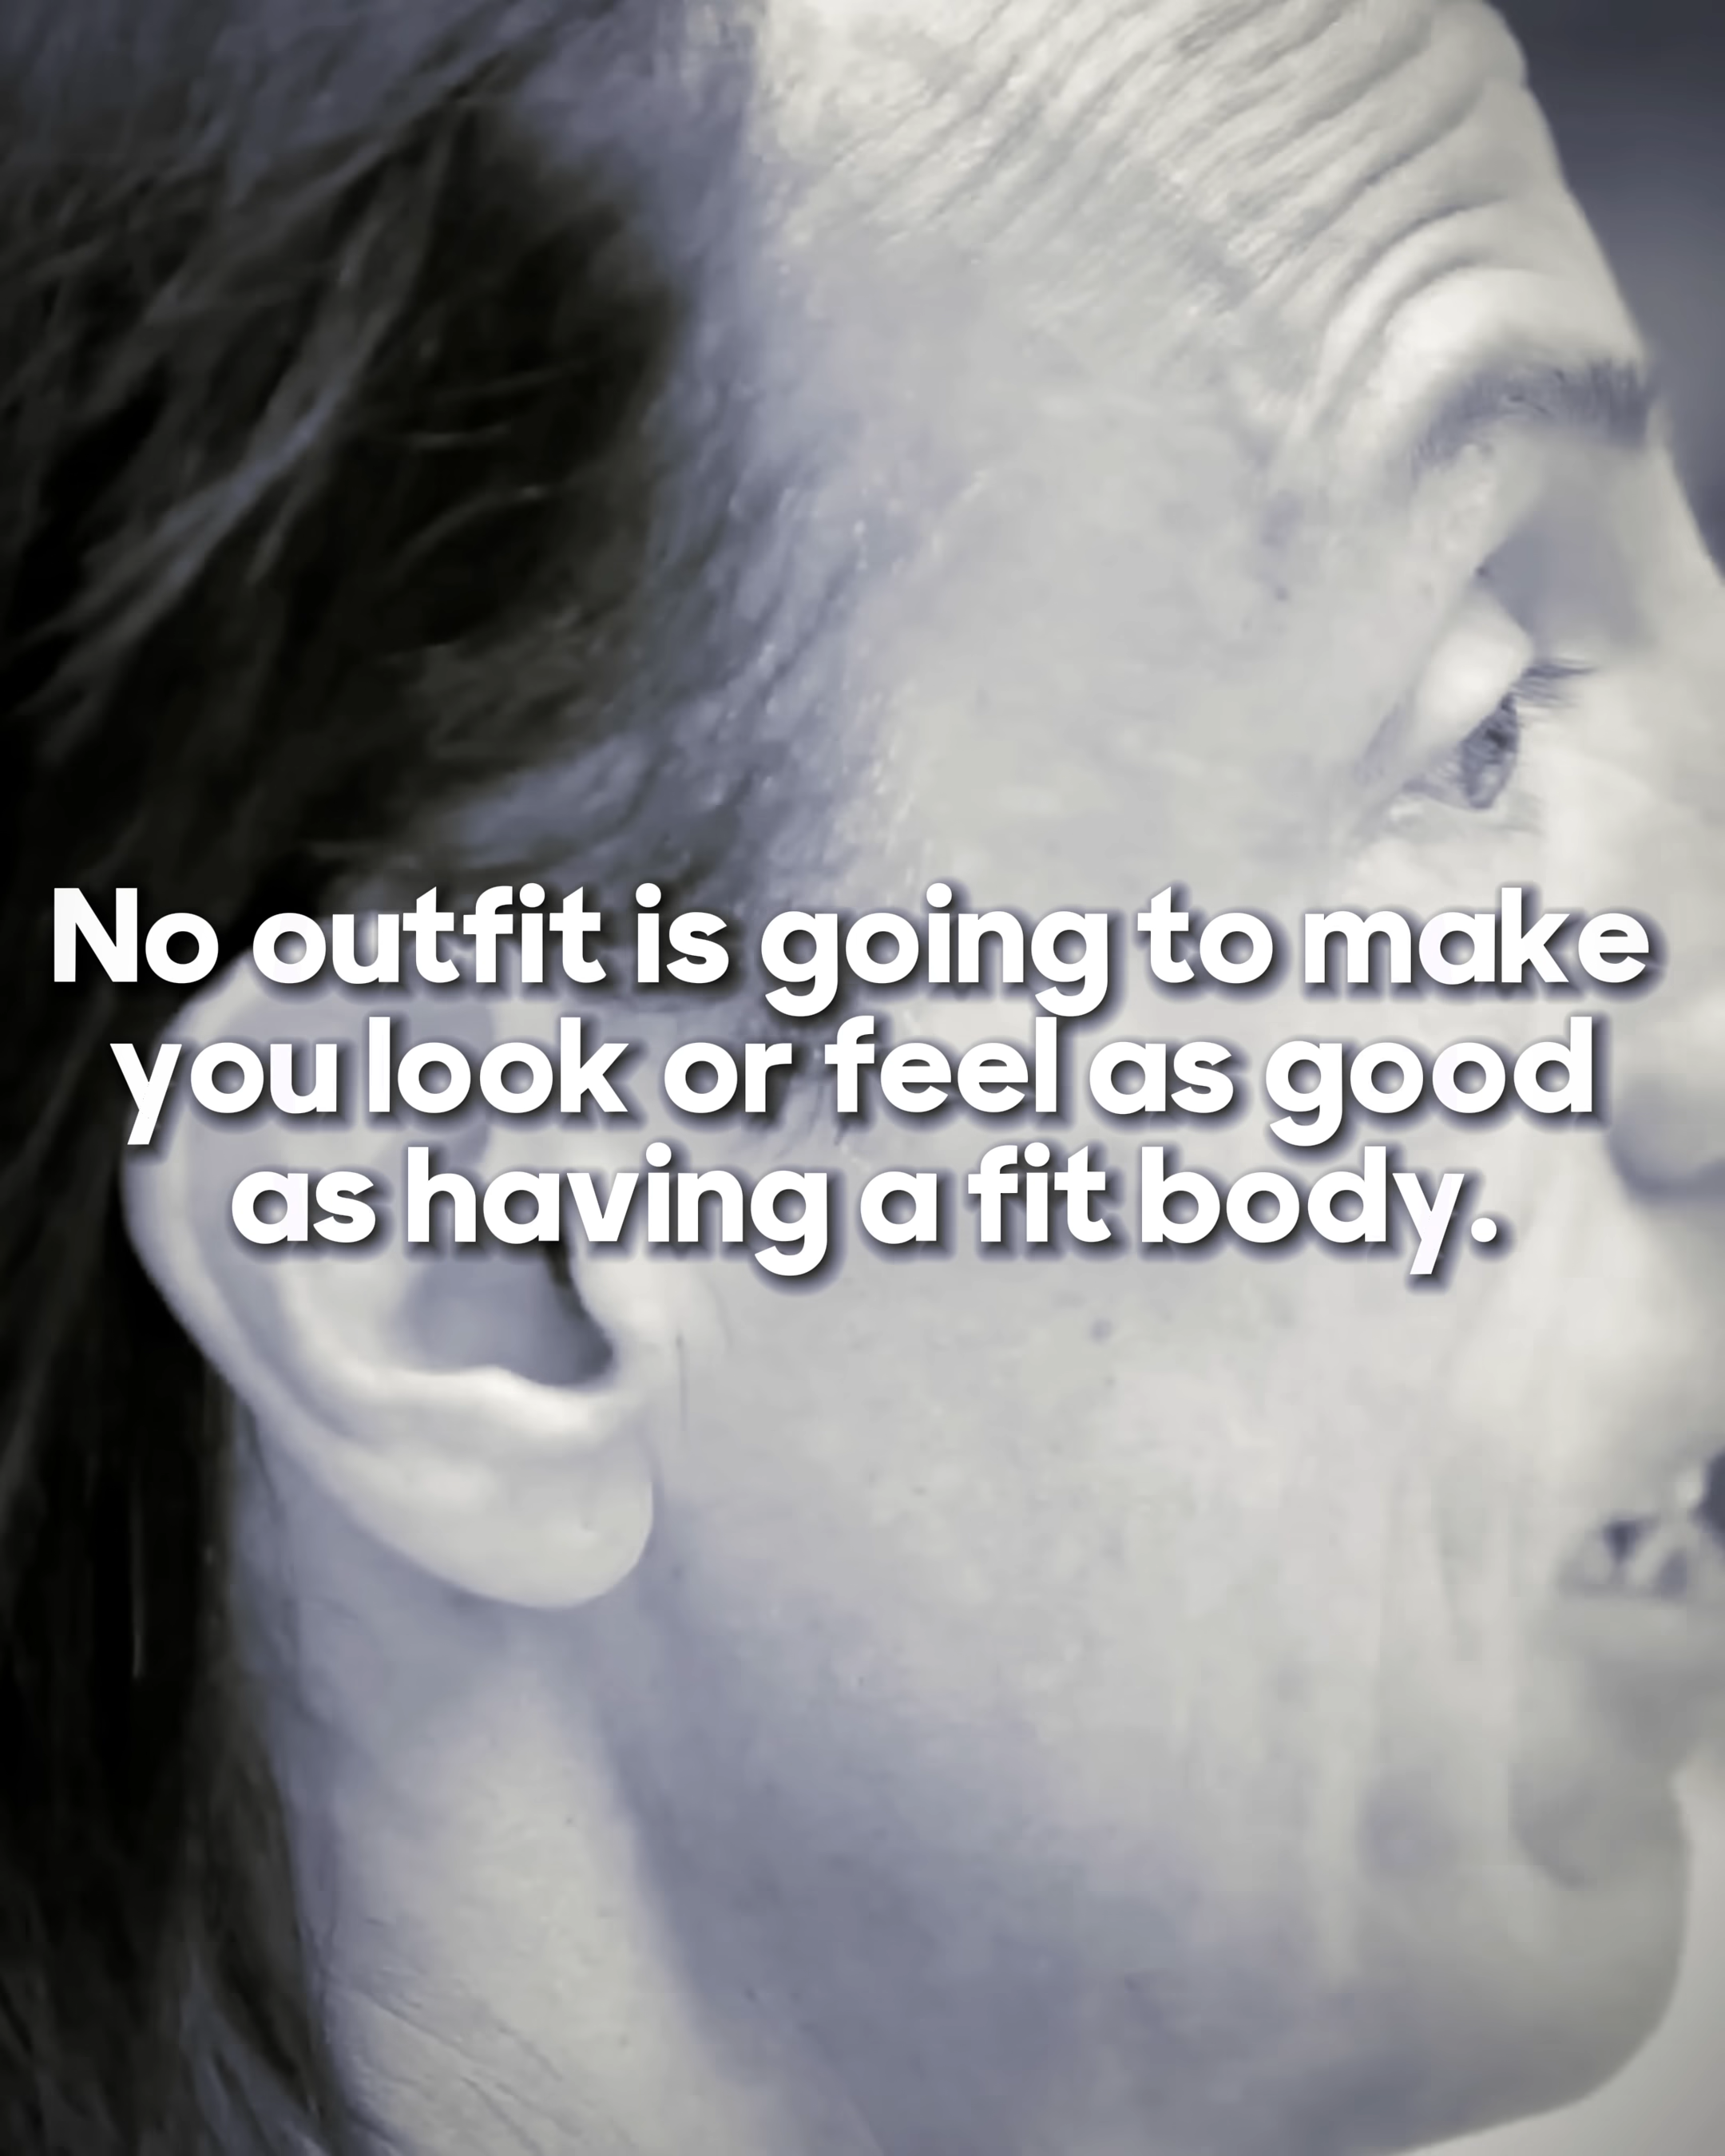 No outfit is going to make
you look or feel as good
as having a fit body.